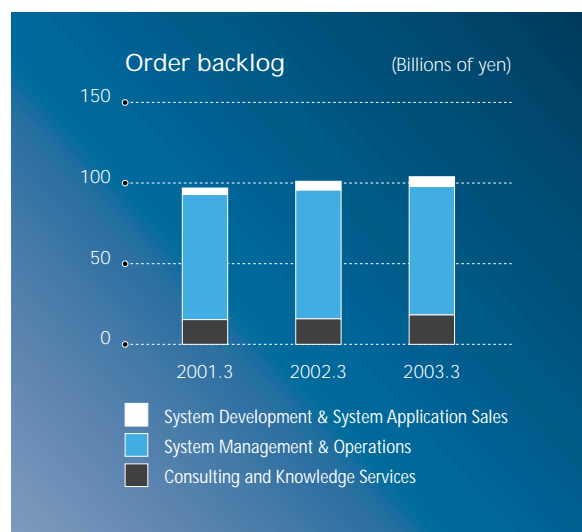 Order backlog (Billions of yen)
150
100
50
0
2001.3 2002.3 2003.3
System Development & System Application Sales
System Management & Operations
Consulting and Knowledge Services